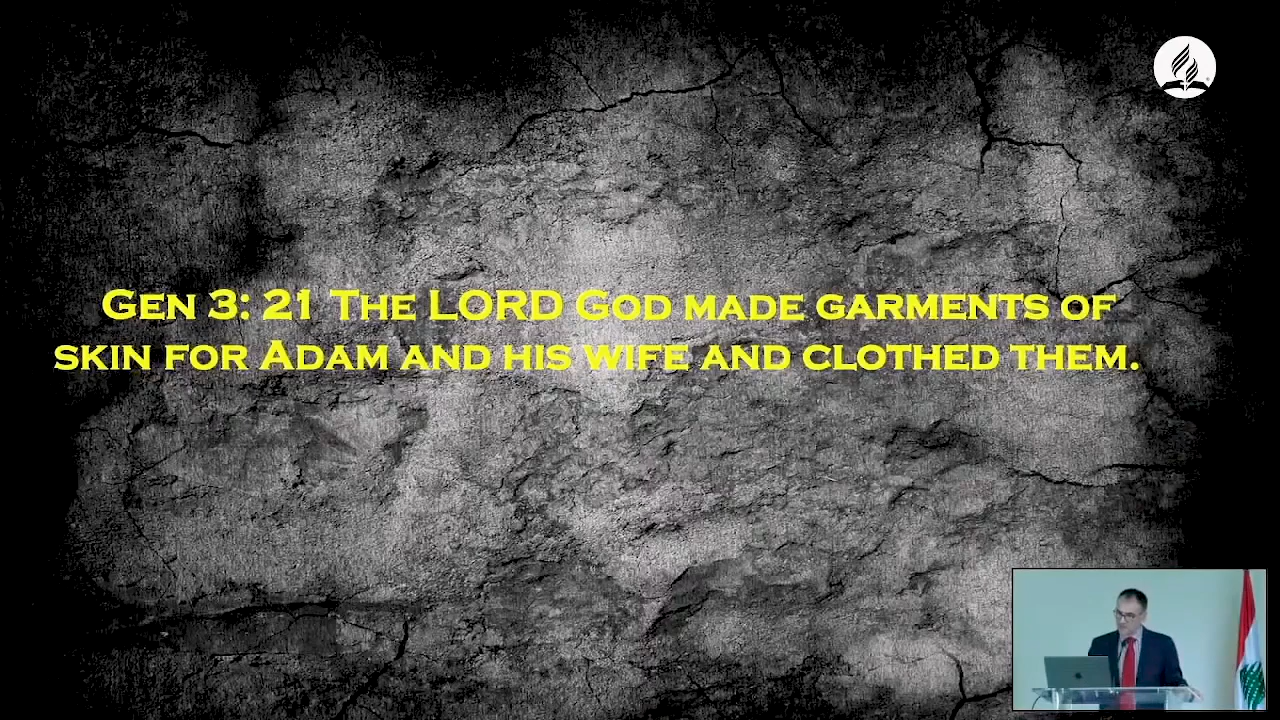 Gen 3: 21 The LORD God made garments of
skin for Adam and his wife and clothed them.